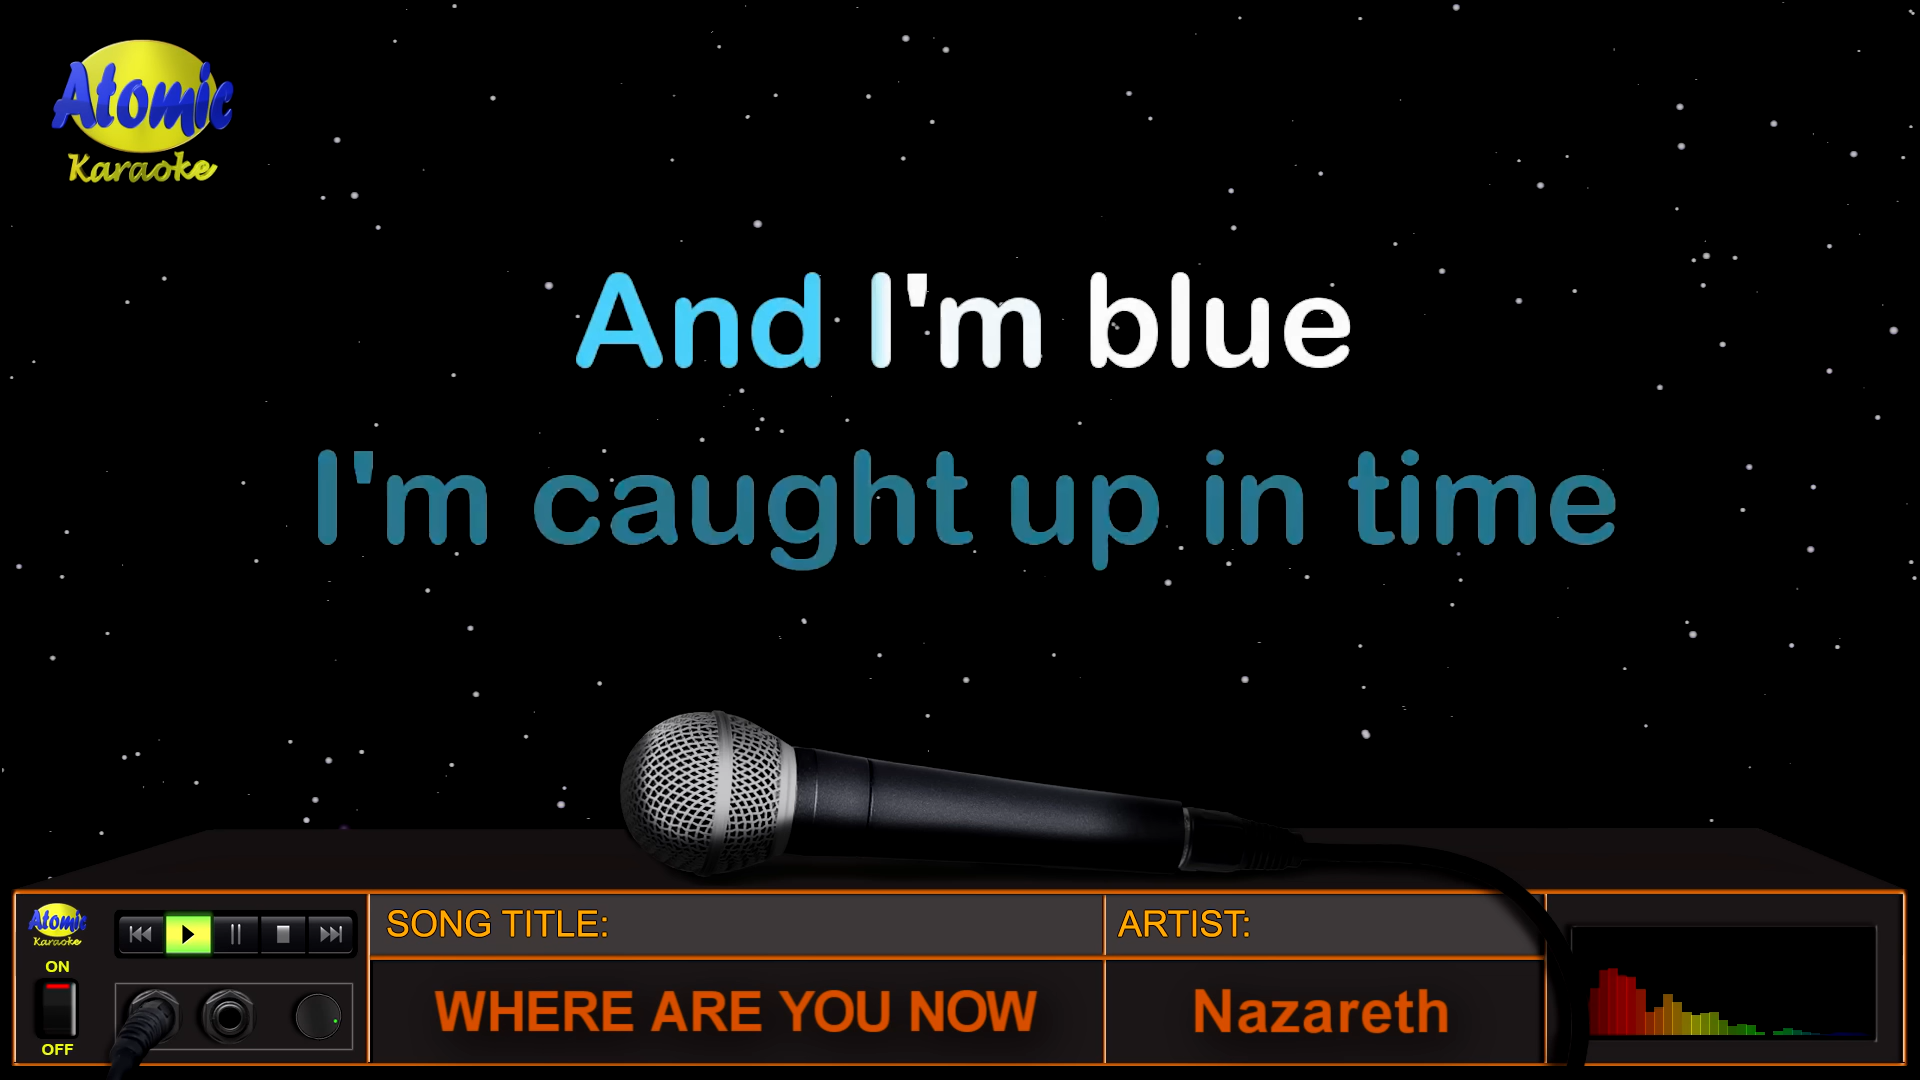 Atomic
Karaoke
And I'm blue
I'm caught up in time
Atomic
Karaoke
ON
OFF
SONG TITLE:
WHERE ARE YOU NOW
ARTIST:
Nazareth